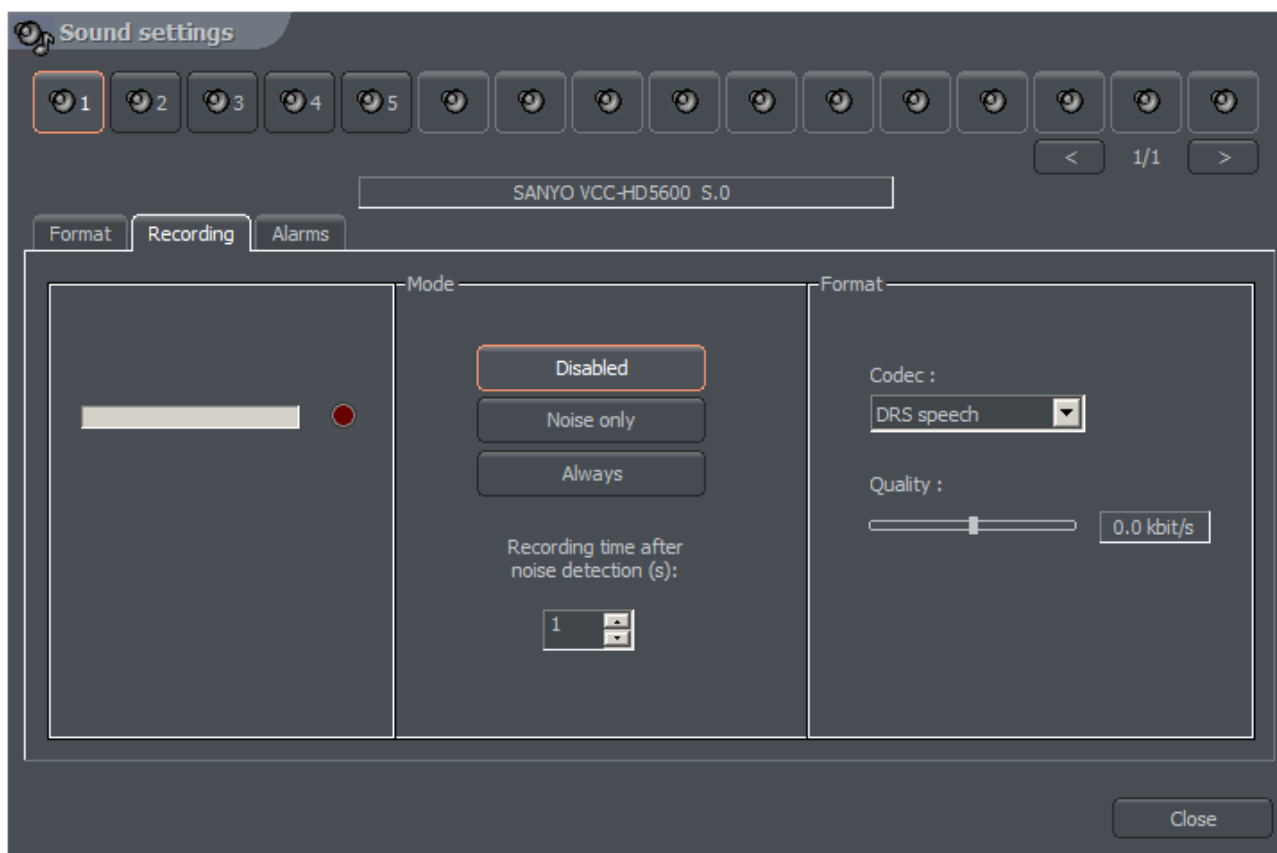 Sound settings
1 2 3 4 5
< 1/1 >
SANYO VCC-HD5600 S.0
Format Recording Alarms
Mode
Disabled
Noise only
Always
Recording time after
noise detection (s):
1
Format
Codec :
DRS speech
Quality :
0.0 kbit/s
Close